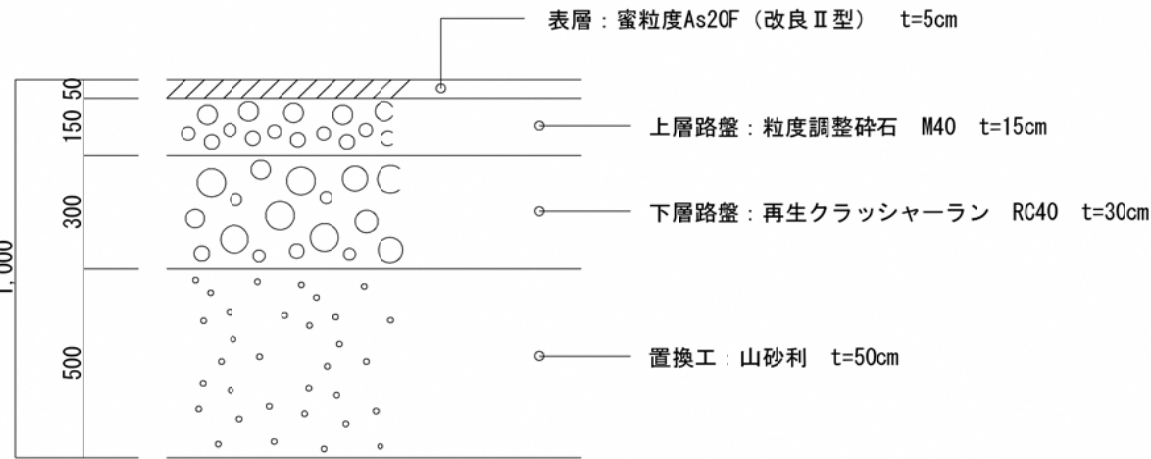 表層：蜜粒度As20F（改良Ⅱ型） t=5cm
50
上層路盤：粒度調整砕石 M40 t=15cm
150
下層路盤：再生クラッシャーラン RC40 t=30cm
300
1,000
置換工：山砂利 t=50cm
500